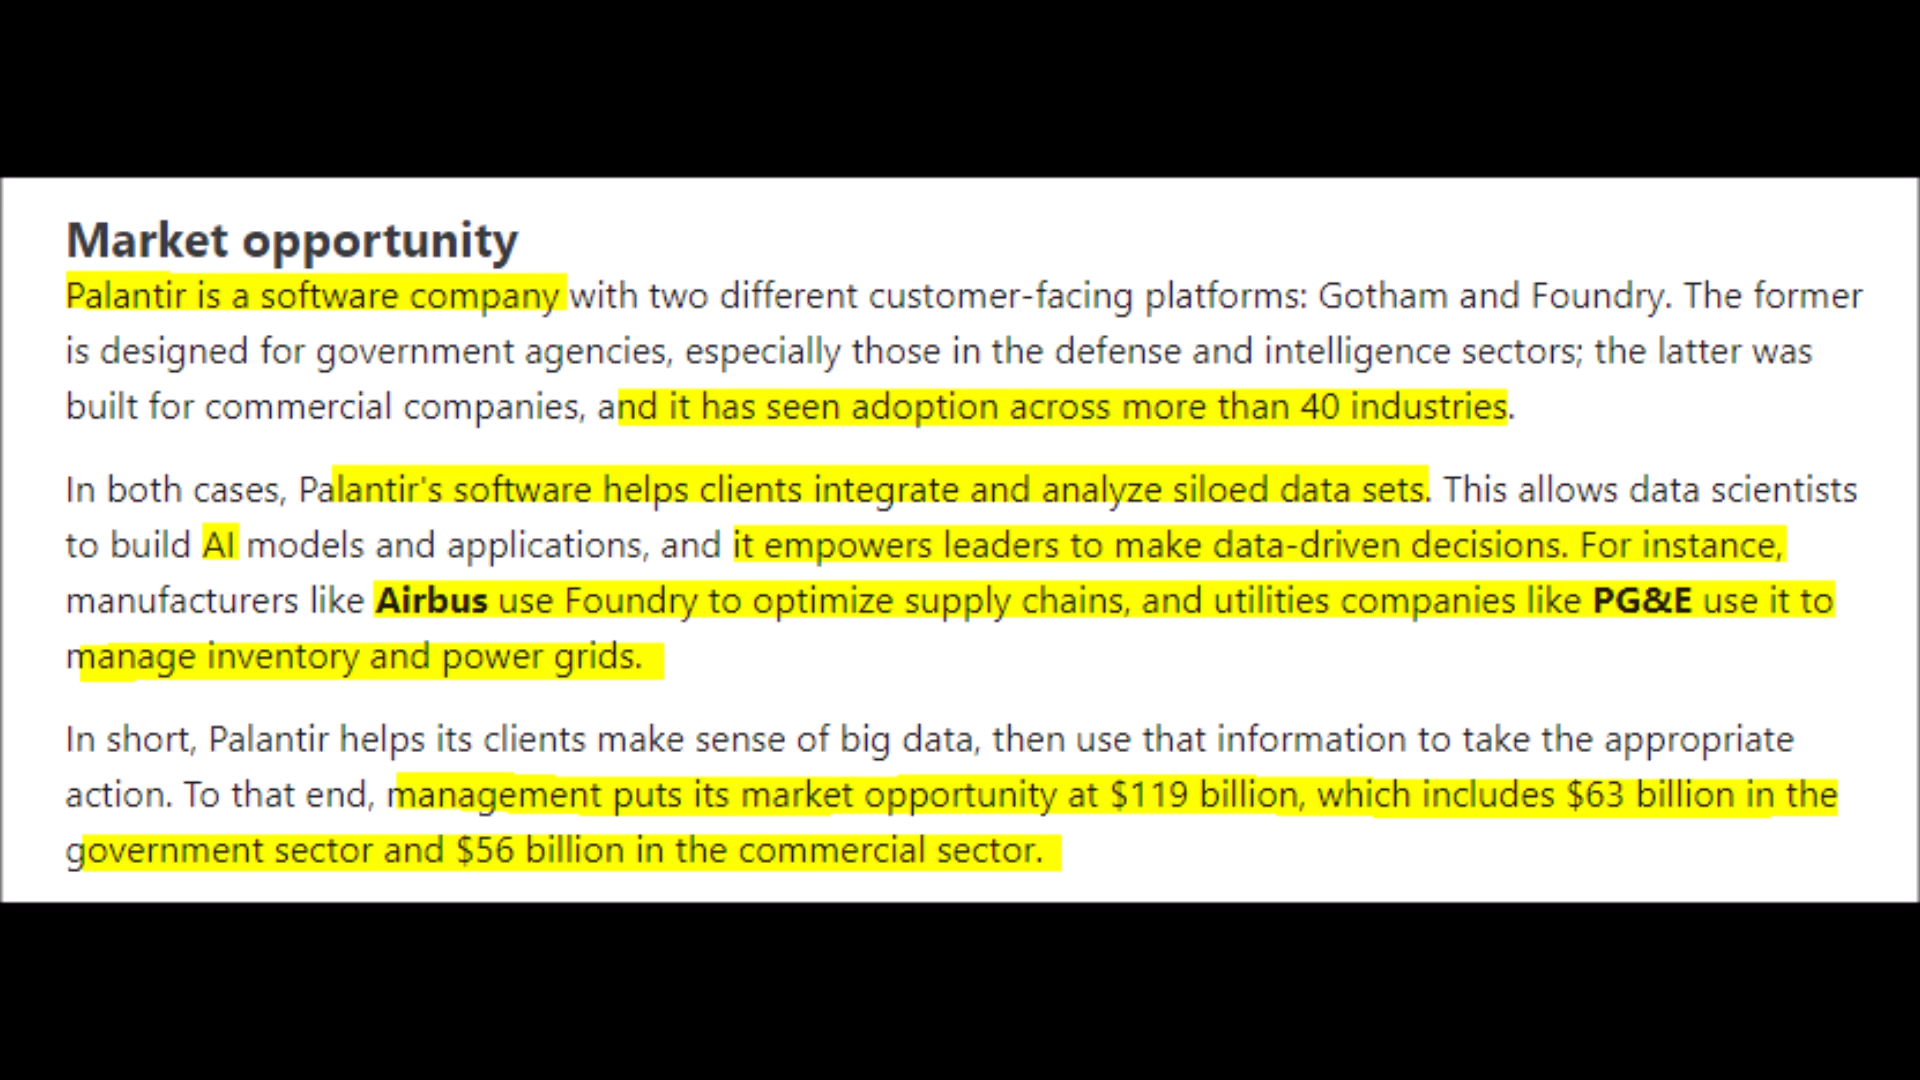 Market opportunity
Palantir is a software company with two different customer-facing platforms: Gotham and Foundry. The former
is designed for government agencies, especially those in the defense and intelligence sectors; the latter was
built for commercial companies, and it has seen adoption across more than 40 industries.
In both cases, Palantir's software helps clients integrate and analyze siloed data sets. This allows data scientists
to build AI models and applications, and it empowers leaders to make data-driven decisions. For instance,
manufacturers like Airbus use Foundry to optimize supply chains, and utilities companies like PG&E use it to
manage inventory and power grids.
In short, Palantir helps its clients make sense of big data, then use that information to take the appropriate
action. To that end, management puts its market opportunity at $119 billion, which includes $63 billion in the
government sector and $56 billion in the commercial sector.